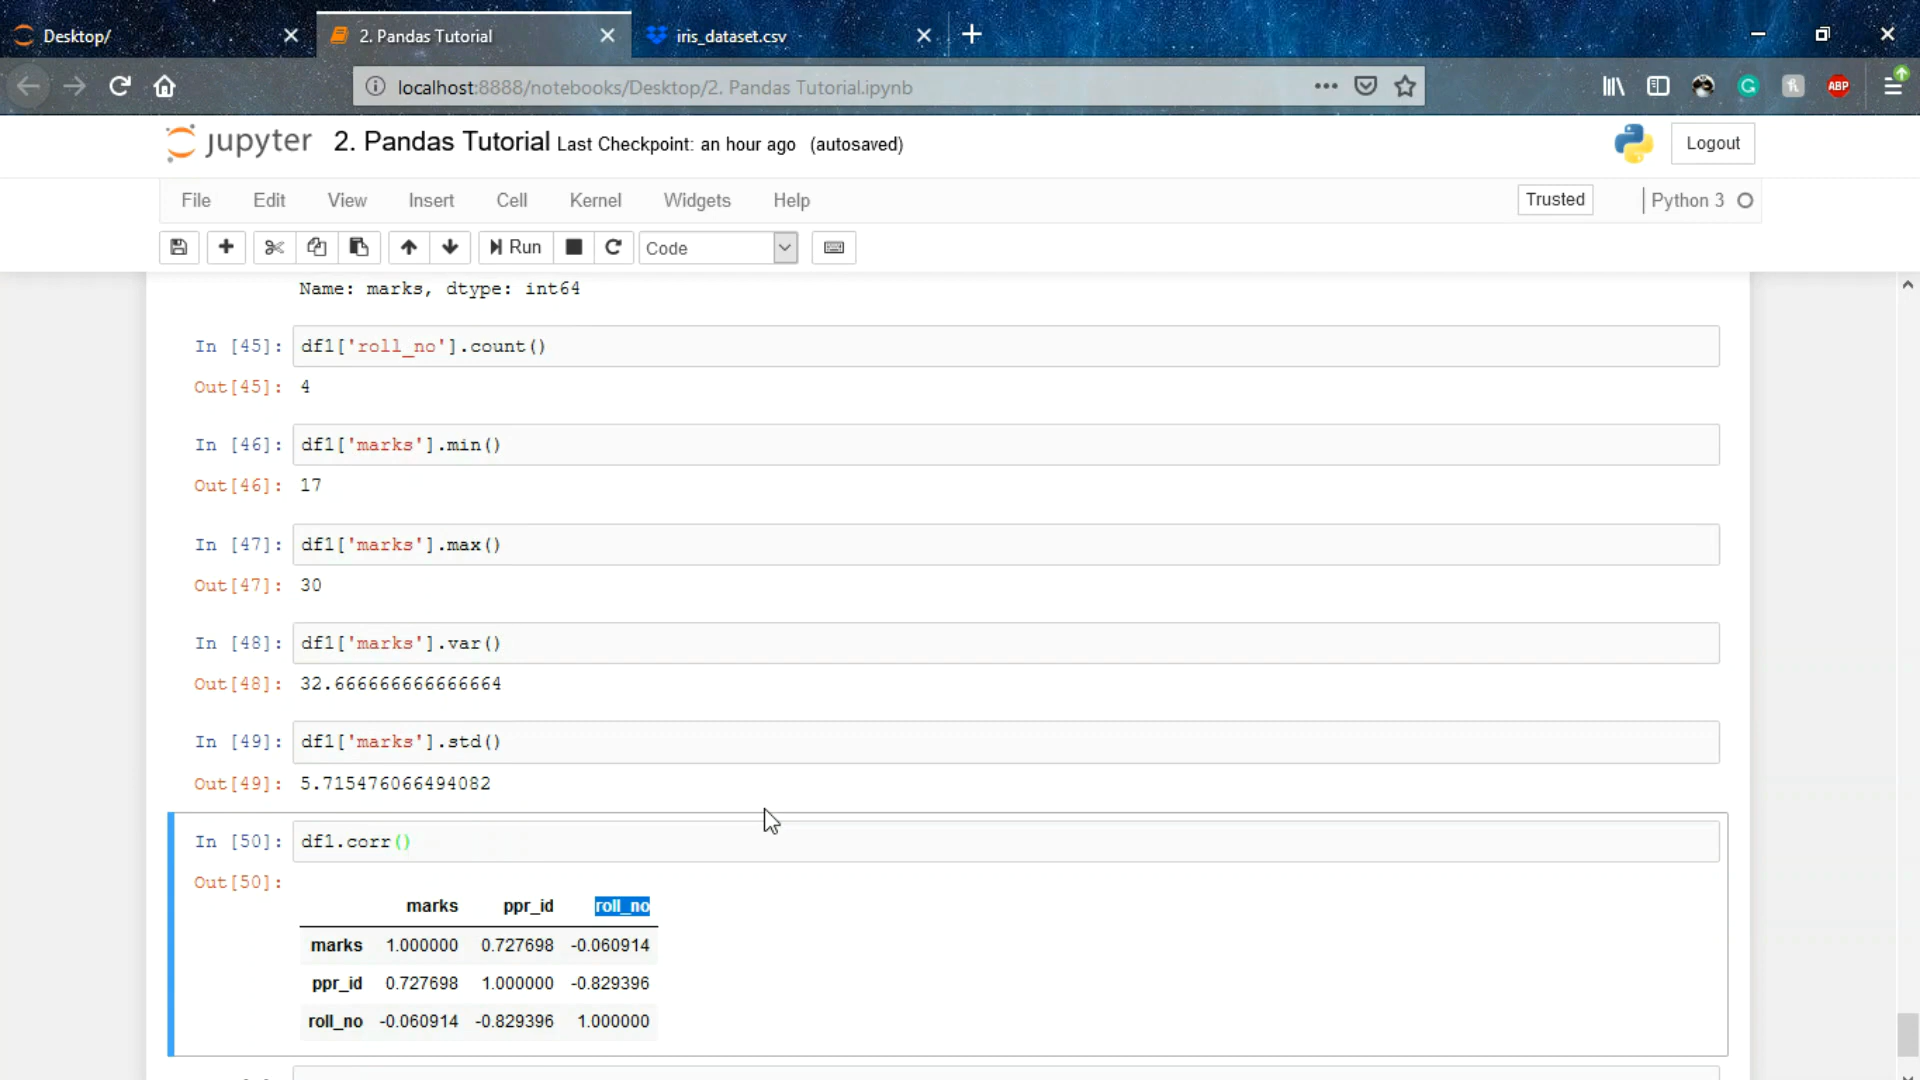 Desktop/
2. Pandas Tutorial
iris_dataset.csv
localhost:8888/notebooks/Desktop/2. Pandas Tutorial.ipynb
ABP
jupyter 2. Pandas Tutorial Last Checkpoint: an hour ago (autosaved)
Logout
File Edit View Insert Cell Kernel Widgets Help
Trusted
Python 3
Run
Code
Name: marks, dtype: int64
In [45]: df1['roll_no'].count()
Out[45]: 4
In [46]: df1['marks'].min()
Out[46]: 17
In [47]: df1['marks'].max()
Out[47]: 30
In [48]: df1['marks'].var()
Out[48]: 32.666666666666664
In [49]: df1['marks'].std()
Out[49]: 5.715476066494082
In [50]: df1.corr()
Out[50]:
marks ppr_id roll_no
marks 1.000000 0.727698 -0.060914
ppr_id 0.727698 1.000000 -0.829396
roll_no -0.060914 -0.829396 1.000000